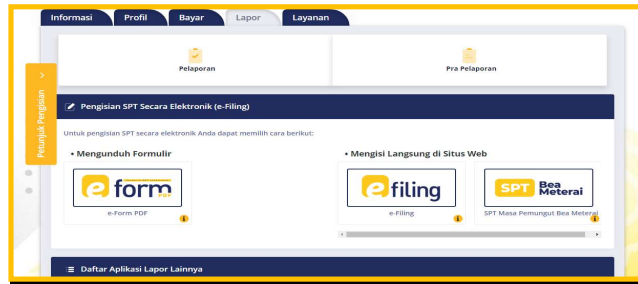 Informasi Profil Bayar Lapor Layanan
Pelaporan Pra Pelaporan
Petunjuk Pengisian
Pengisian SPT Secara Elektronik (e-Filing)
Untuk pengisian SPT secara elektronik Anda dapat memilih cara berikut:
• Mengunduh Formulir
e form
PDF
e-Form PDF
• Mengisi Langsung di Situs Web
e filing
e-Filing
SPT Bea Meterai
SPT Masa Pemungut Bea Meterai
Daftar Aplikasi Lapor Lainnya